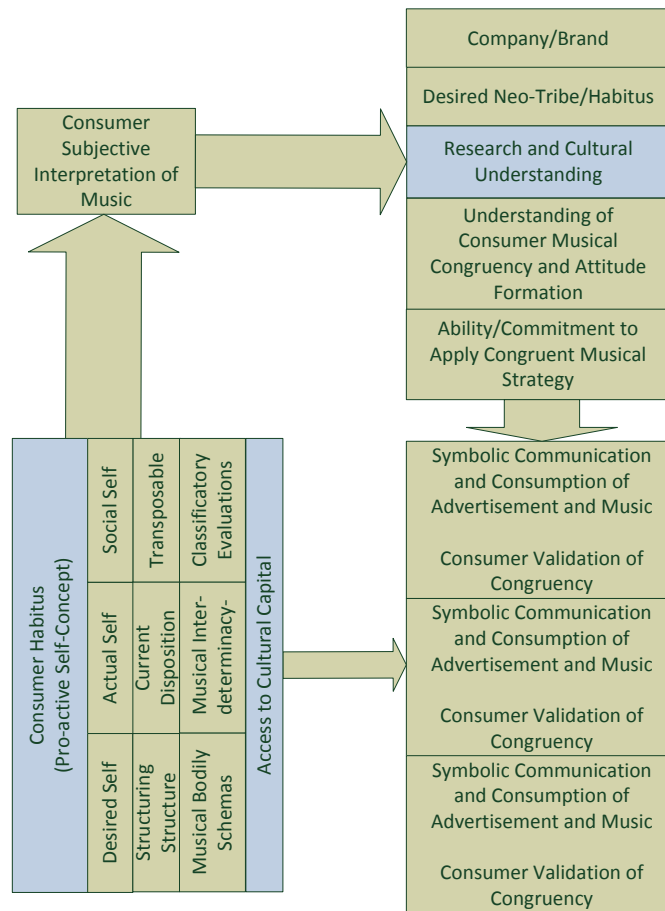 Company/Brand
Desired Neo-Tribe/Habitus
Research and Cultural
Understanding
Understanding of
Consumer Musical
Congruency and Attitude
Formation
Ability/Commitment to
Apply Congruent Musical
Strategy
Consumer
Subjective
Interpretation of
Music
Consumer Habitus
(Pro-active Self-Concept)
Social Self
Actual Self
Desired Self
Transposable
Current
Disposition
Structuring
Structure
Classificatory
Evaluations
Musical Inter-
determinacy-
Musical Bodily
Schemas
Access to Cultural Capital
Symbolic Communication
and Consumption of
Advertisement and Music
Consumer Validation of
Congruency
Symbolic Communication
and Consumption of
Advertisement and Music
Consumer Validation of
Congruency
Symbolic Communication
and Consumption of
Advertisement and Music
Consumer Validation of
Congruency